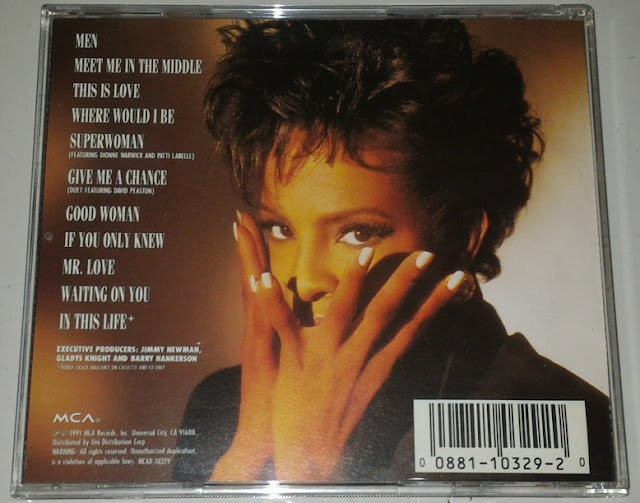 MEN
MEET ME IN THE MIDDLE
THIS IS LOVE
WHERE WOULD I BE
SUPERWOMAN
(FEATURING DIONNE WARWICK AND PATTI LABELLE)
GIVE ME A CHANCE
(DUET FEATURING DAVID PEASTON)
GOOD WOMAN
IF YOU ONLY KNEW
MR. LOVE
WAITING ON YOU
IN THIS LIFE+
EXECUTIVE PRODUCERS: JIMMY NEWMAN,
GLADYS KNIGHT AND BARRY HANKERSON
+BONUS TRACK AVAILABLE ON CASSETTE AND CD ONLY
MCA
℗ © 1991 MCA Records, Inc. Universal City, CA 91608.
Distributed by Uni Distribution Corp
WARNING: All rights reserved. Unauthorized duplication
is a violation of applicable laws. MCAD 10329
0 0881-10329-2 0